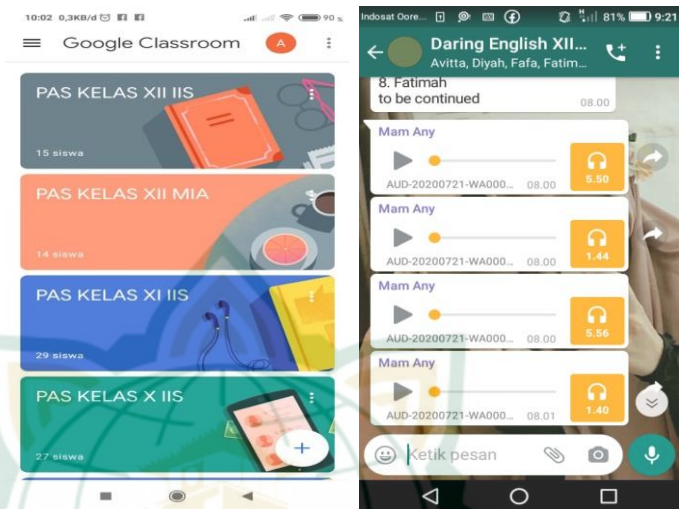 10:02 0,3KB/d
90 %
Google Classroom
A
PAS KELAS XII IIS
15 siswa
PAS KELAS XII MIA
14 siswa
PAS KELAS XI IIS
29 siswa
PAS KELAS X IIS
27 siswa
Indosat Oore...
81%
9:21
Daring English XII...
Avitta, Diyah, Fafa, Fatim...
8. Fatimah
to be continued
08.00
Mam Any
5.50
AUD-20200721-WA000... 08.00
Mam Any
1.44
AUD-20200721-WA000... 08.00
Mam Any
5.56
AUD-20200721-WA000... 08.00
Mam Any
1.40
AUD-20200721-WA000... 08.01
Ketik pesan